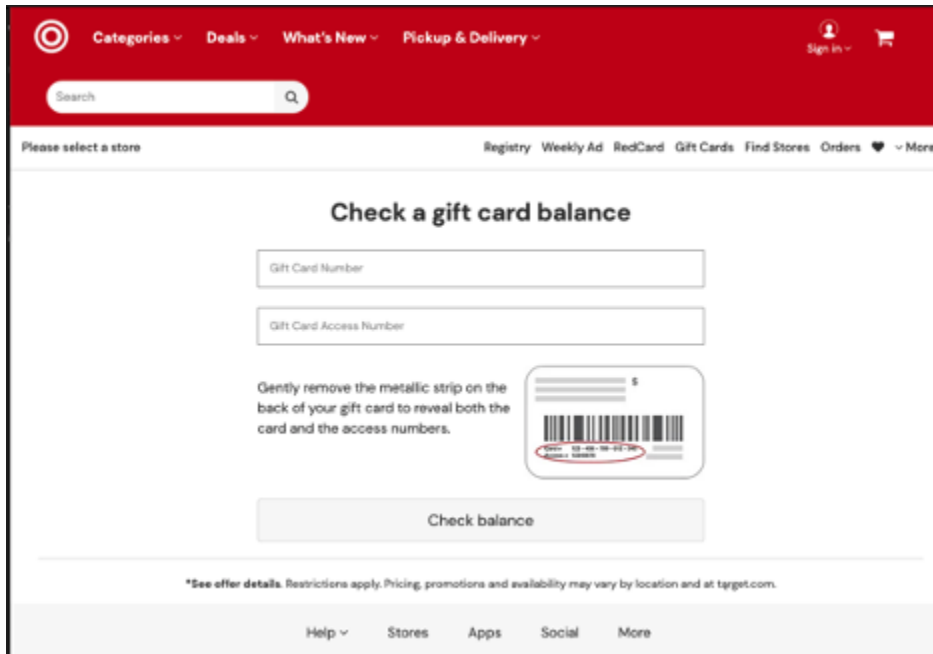 Categories Deals What's New Pickup & Delivery Sign in
Search
Please select a store Registry Weekly Ad RedCard Gift Cards Find Stores Orders More
Check a gift card balance
Gift Card Number
Gift Card Access Number
Gently remove the metallic strip on the
back of your gift card to reveal both the
card and the access numbers.
$
Check balance
*See offer details. Restrictions apply. Pricing, promotions and availability may vary by location and at tạrget.com.
Help Stores Apps Social More